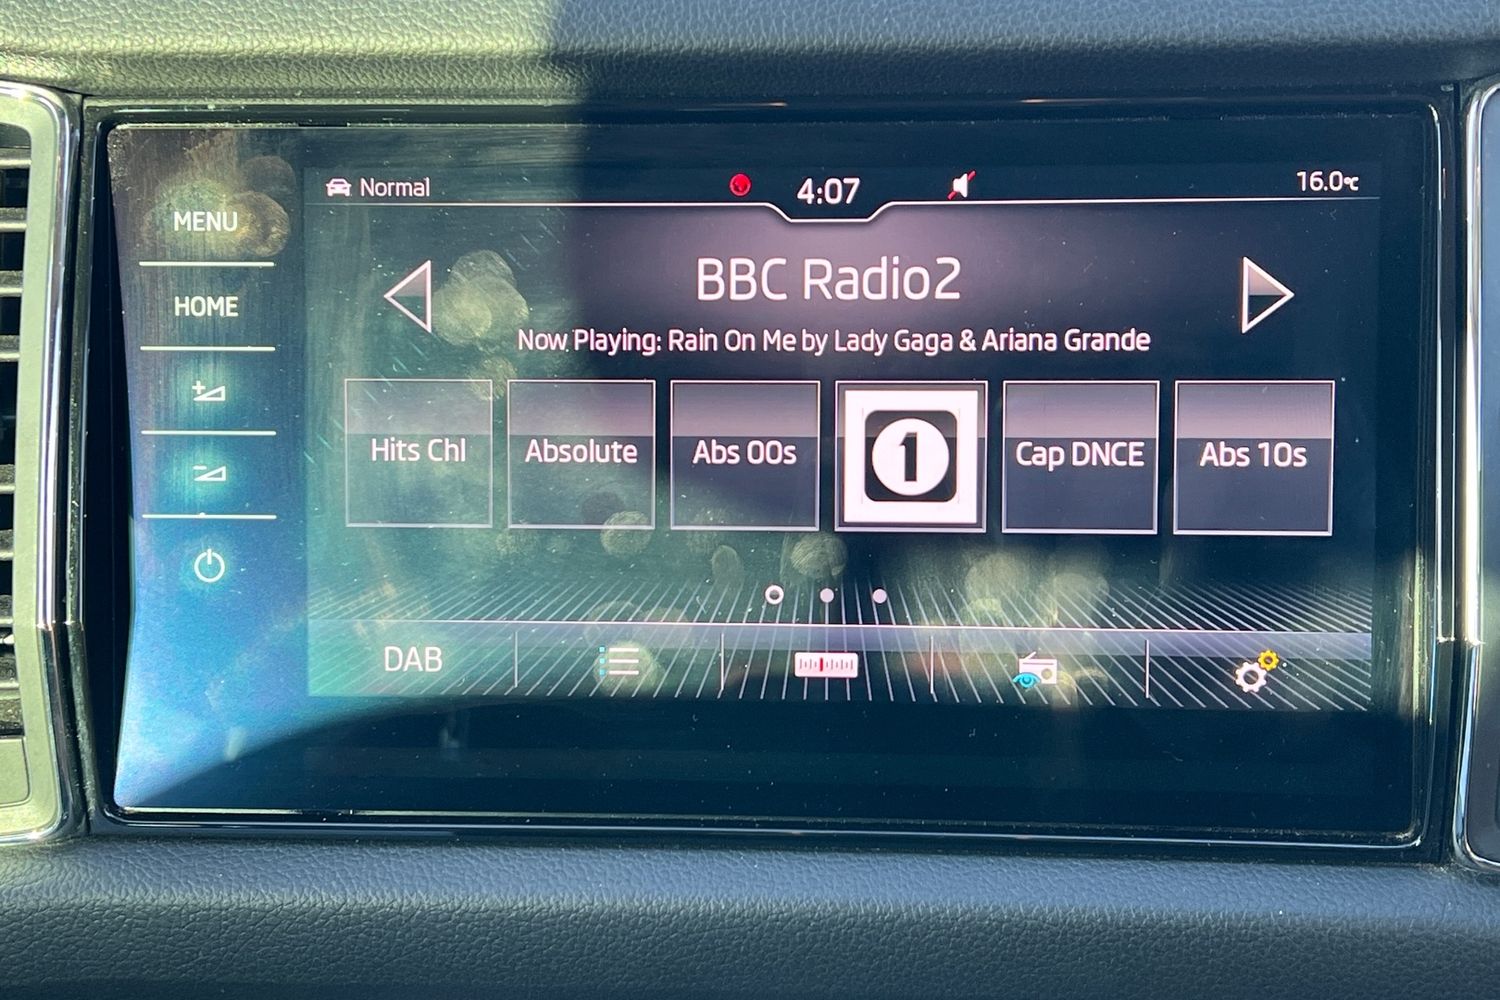 Normal
4:07
16.0°C
MENU
HOME
BBC Radio2
Now Playing: Rain On Me by Lady Gaga & Ariana Grande
Hits Chl
Absolute
Abs 00s
1
Cap DNCE
Abs 10s
DAB